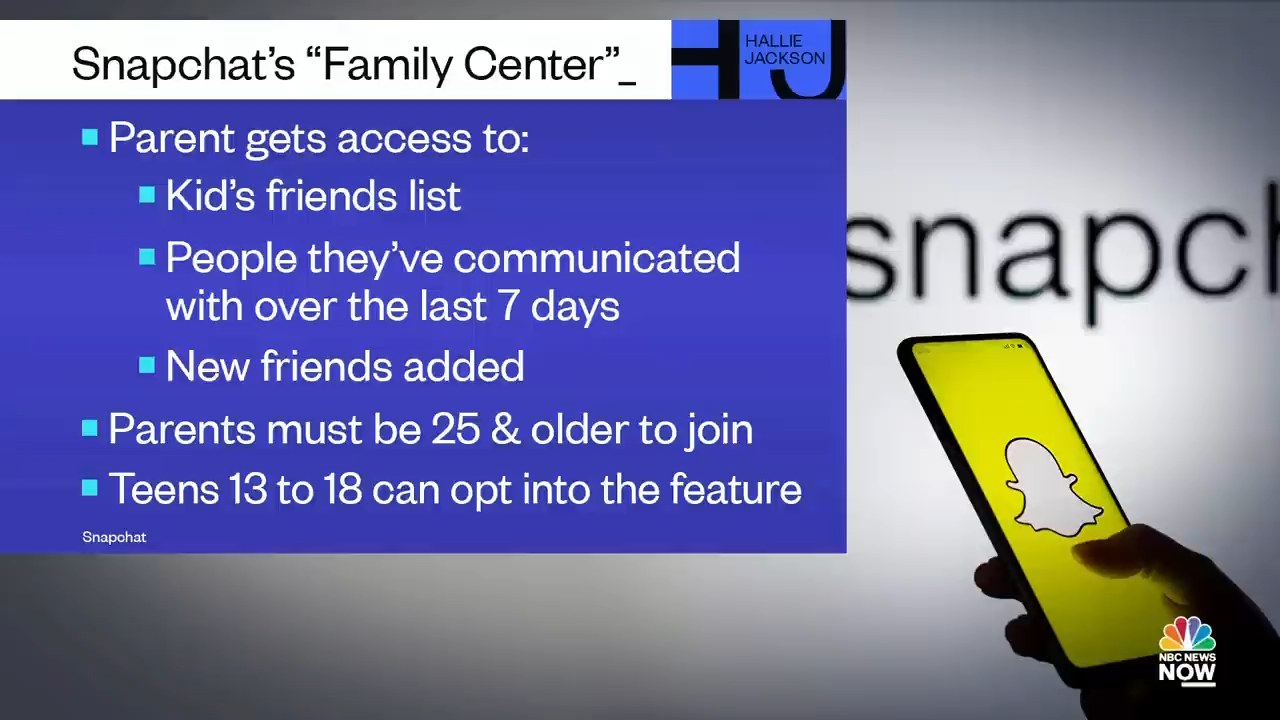 Snapchat's “Family Center”_
HALLIE
JACKSON
HJ
Parent gets access to:
Kid's friends list
People they've communicated
with over the last 7 days
New friends added
Parents must be 25 & older to join
Teens 13 to 18 can opt into the feature
Snapchat
snapch
NBC NEWS
NOW